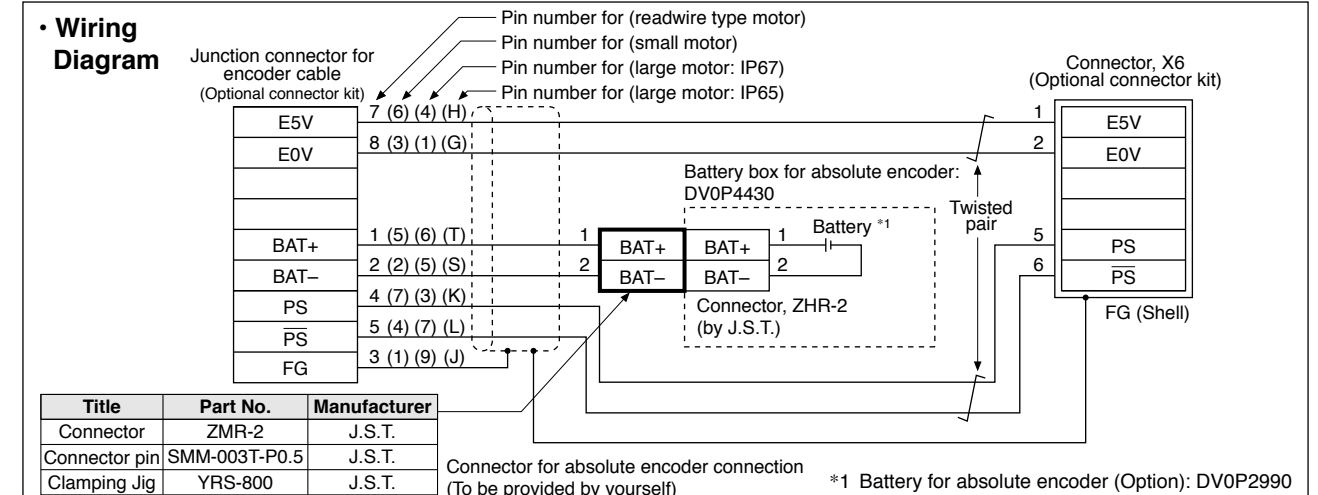 ・Wiring
Diagram
Pin number for (readwire type motor)
Pin number for (small motor)
Pin number for (large motor: IP67)
Pin number for (large motor: IP65)
Junction connector for
encoder cable
(Optional connector kit)
Connector, X6
(Optional connector kit)
E5V 7 (6) (4) (H) 1 E5V
E0V 8 (3) (1) (G) 2 E0V
Battery box for absolute encoder:
DV0P4430
Twisted
pair
BAT+ 1 (5) (6) (T) 1 BAT+ BAT+ 1 Battery *1 5 PS
BAT– 2 (2) (5) (S) 2 BAT– BAT– 2 6 P̅S̅
PS 4 (7) (3) (K)
P̅S̅ 5 (4) (7) (L)
FG 3 (1) (9) (J)
Connector, ZHR-2
(by J.S.T.)
FG (Shell)
Title Part No. Manufacturer
Connector ZMR-2 J.S.T.
Connector pin SMM-003T-P0.5 J.S.T.
Clamping Jig YRS-800 J.S.T.
Connector for absolute encoder connection
(To be provided by yourself)
*1 Battery for absolute encoder (Option): DV0P2990